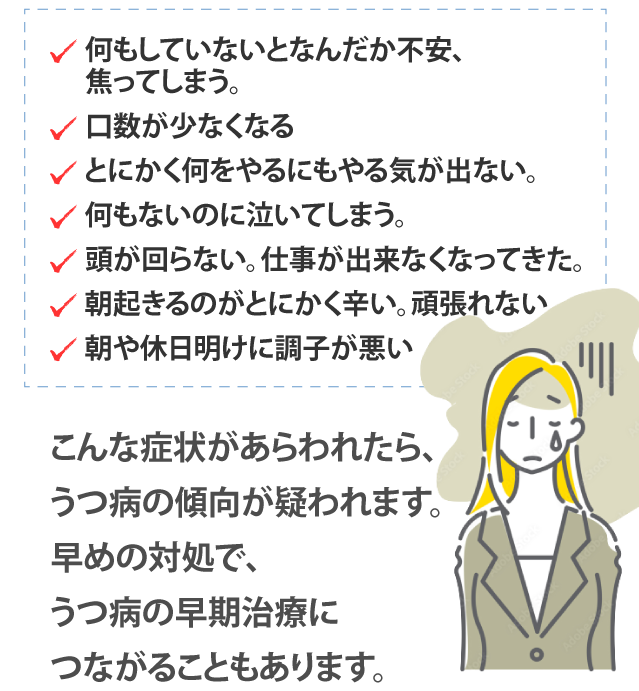 何もしていないとなんだか不安、
焦ってしまう。
口数が少なくなる
とにかく何をやるにもやる気が出ない。
何もないのに泣いてしまう。
頭が回らない。仕事が出来なくなってきた。
朝起きるのがとにかく辛い。頑張れない
朝や休日明けに調子が悪い
こんな症状があらわれたら、
うつ病の傾向が疑われます。
早めの対処で、
うつ病の早期治療に
つながることもあります。